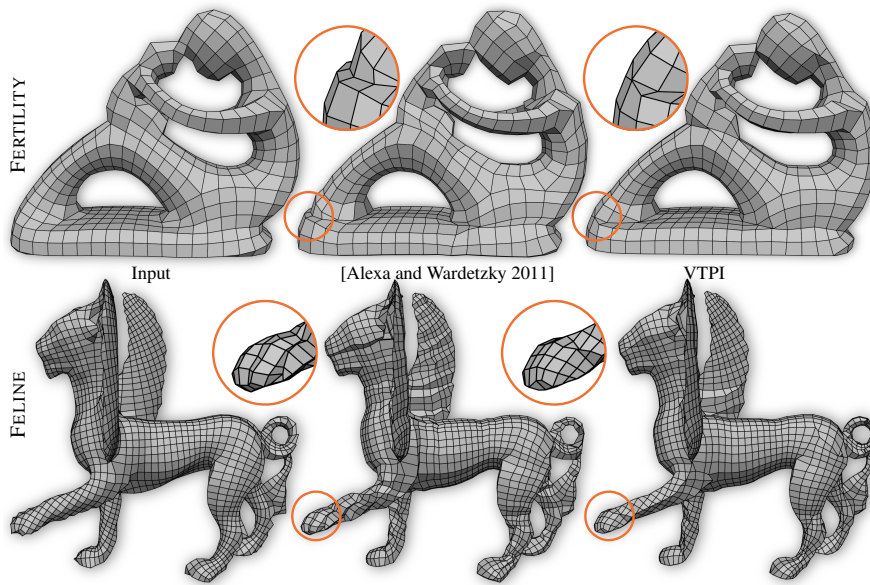 FERTILITY
Input
[Alexa and Wardetzky 2011]
VTPI
FELINE